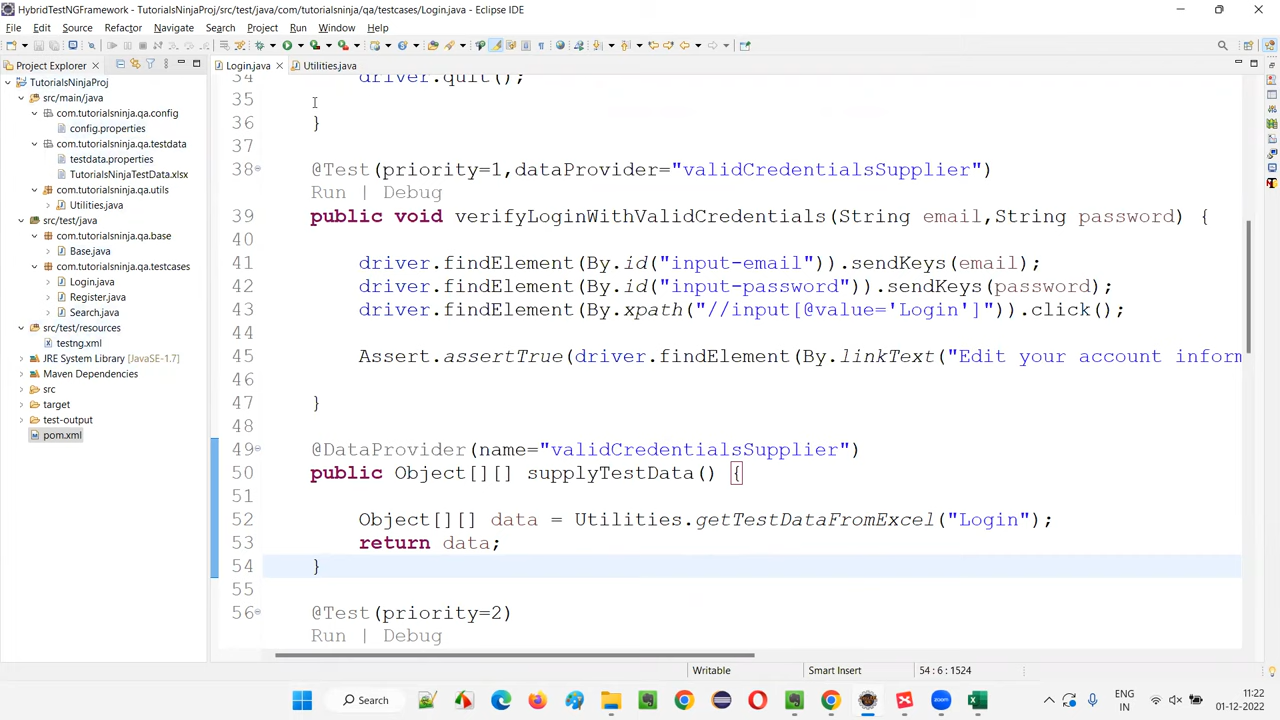 HybridTestNGFramework - TutorialsNinjaProj/src/test/java/com/tutorialsninja/qa/testcases/Login.java - Eclipse IDE
File Edit Source Refactor Navigate Search Project Run Window Help
Project Explorer
Login.java
Utilities.java
TutorialsNinjaProj
src/main/java
com.tutorialsninja.qa.config
config.properties
com.tutorialsninja.qa.testdata
testdata.properties
TutorialsNinjaTestData.xlsx
com.tutorialsninja.qa.utils
Utilities.java
src/test/java
com.tutorialsninja.qa.base
Base.java
com.tutorialsninja.qa.testcases
Login.java
Register.java
Search.java
src/test/resources
testng.xml
JRE System Library [JavaSE-1.7]
Maven Dependencies
src
target
test-output
pom.xml
34 driver.quit();
35
36 }
37
38 @Test(priority=1,dataProvider="validCredentialsSupplier")
Run | Debug
39 public void verifyLoginWithValidCredentials(String email,String password) {
40
41 driver.findElement(By.id("input-email")).sendKeys(email);
42 driver.findElement(By.id("input-password")).sendKeys(password);
43 driver.findElement(By.xpath("//input[@value='Login']")).click();
44
45 Assert.assertTrue(driver.findElement(By.linkText("Edit your account inform
46
47 }
48
49 @DataProvider(name="validCredentialsSupplier")
50 public Object[][] supplyTestData() {
51
52 Object[][] data = Utilities.getTestDataFromExcel("Login");
53 return data;
54 }
55
56 @Test(priority=2)
Run | Debug
Writable
Smart Insert
54 : 6 : 1524
Search
ENG
IN
11:22
01-12-2022